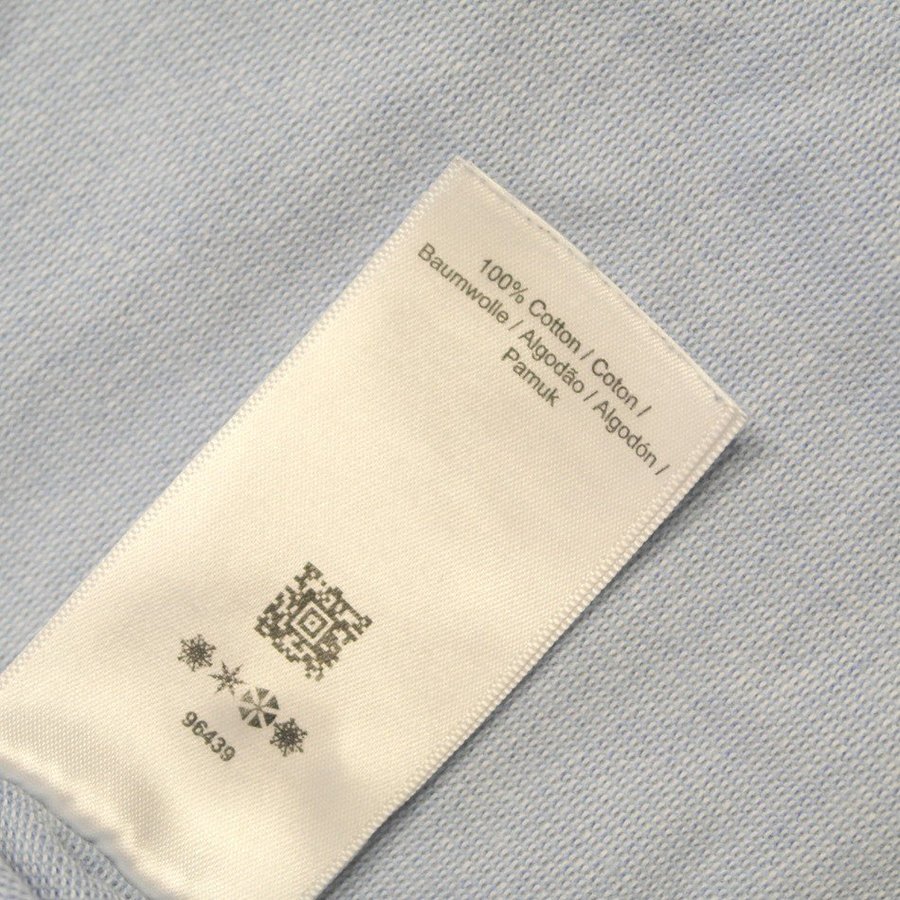 100% Cotton / Coton /
Baumwolle / Algodão / Algodón /
Pamuk
96439